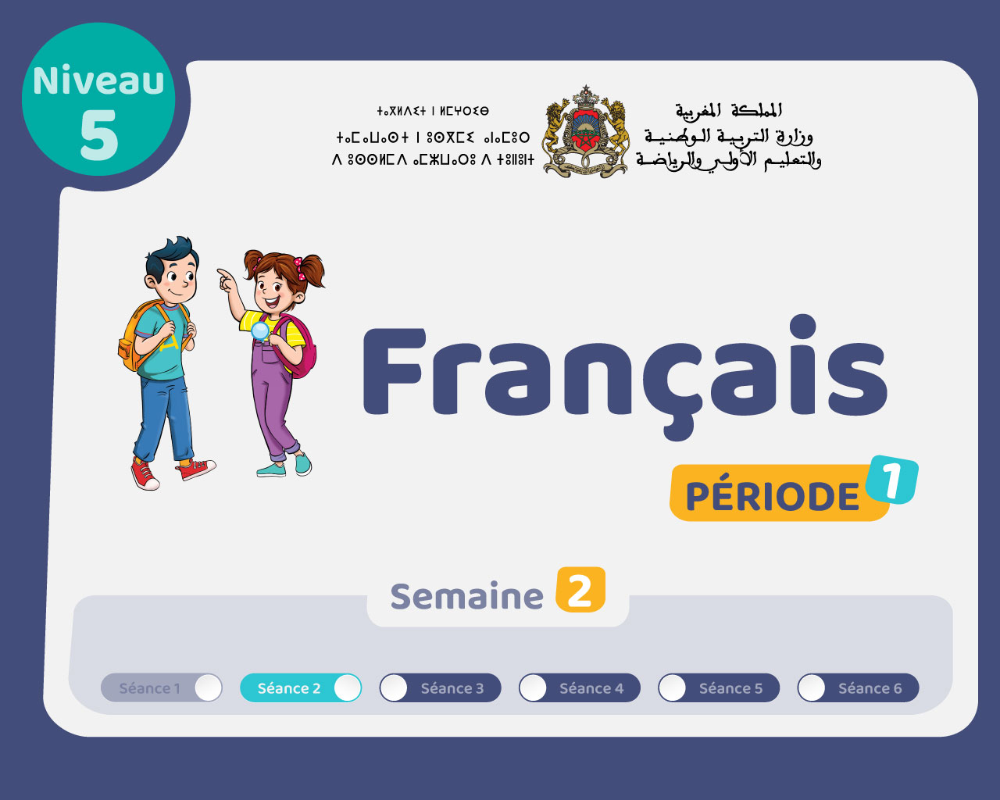 Niveau
5
ⵜⴰⴳⵍⴷⵉⵜ ⵏ ⵍⵎⵖⵔⵉⴱ
ⵜⴰⵎⴰⵡⴰⵙⵜ ⵏ ⵓⵙⴳⵎⵉ ⴰⵏⴰⵎⵓⵔ
ⴷ ⵓⵙⵙⵍⵎⴷ ⴰⵎⵣⵡⴰⵔⵓ ⴷ ⵜⵓⵏⵏⵓⵏⵜ
المملكة المغربية
وزارة التربية الوطنية
والتعليم الأولي والرياضة
Français
PÉRIODE 1
Semaine 2
Séance 1 Séance 2 Séance 3 Séance 4 Séance 5 Séance 6